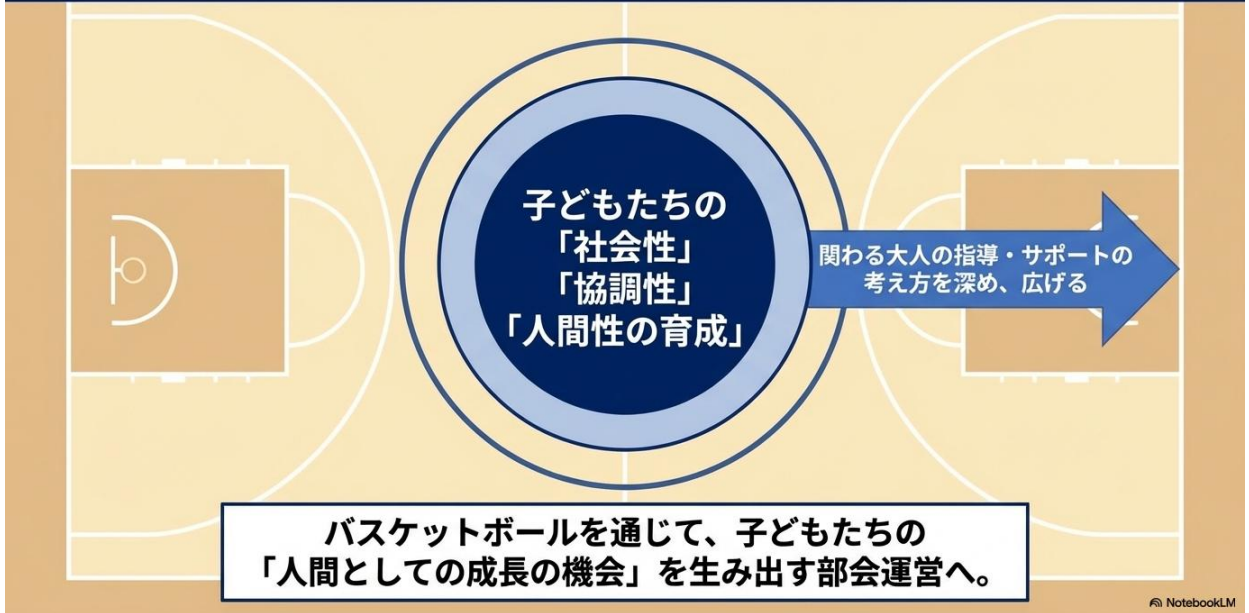 子どもたちの
「社会性」
「協調性」
「人間性の育成」
関わる大人の指導・サポートの
考え方を深め、広げる
バスケットボールを通じて、子どもたちの
「人間としての成長の機会」を生み出す部会運営へ。
NotebookLM